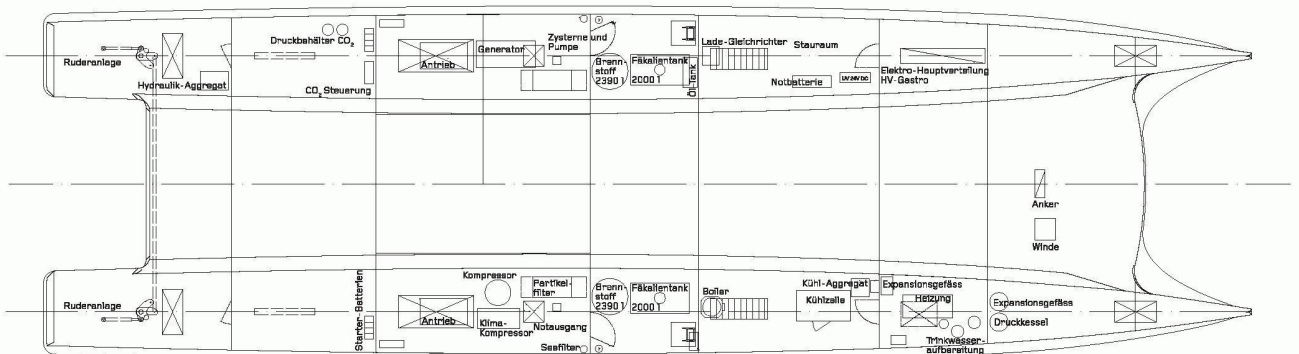 Ruderanlage
Hydraulik-Aggregat
Druckbehälter CO₂
CO₂ Steuerung
Antrieb
Generator
Zysterne und
Pumpe
Brenn-
stoff
2390 l
Fäkalientank
2000 l
Öl-Tank
Lade-Gleichrichter
Stauraum
Notbatterie
Elektro-Hauptverteilung
HV-Gastro
Anker
Winde
Ruderanlage
Starter-Batterien
Antrieb
Kompressor
Klima-
Kompressor
Partikel-
filter
Notausgang
Seefilter
Brenn-
stoff
2390 l
Fäkalientank
2000 l
Boiler
Kühl-Aggregat
Kühlzelle
Expansionsgefäss
Heizung
Expansionsgefäss
Druckkessel
Trinkwasser-
aufbereitung